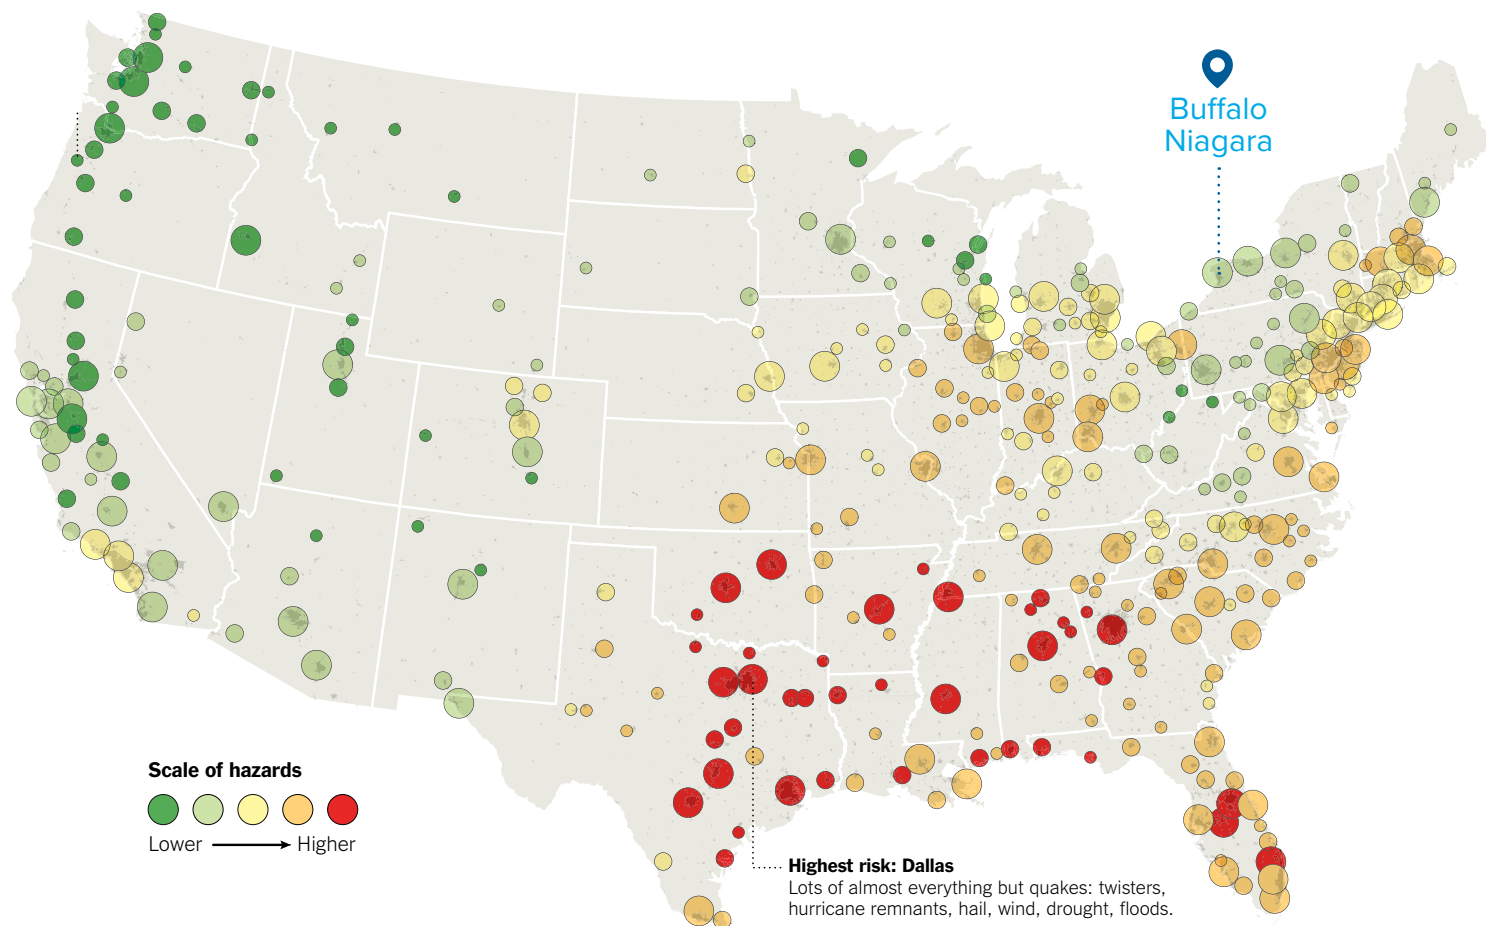 Buffalo
Niagara
Scale of hazards
Lower
Higher
Highest risk: Dallas
Lots of almost everything but quakes: twisters,
hurricane remnants, hail, wind, drought, floods.